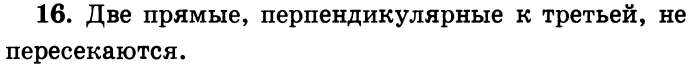 16. Две прямые, перпендикулярные к третьей, не
пересекаются.